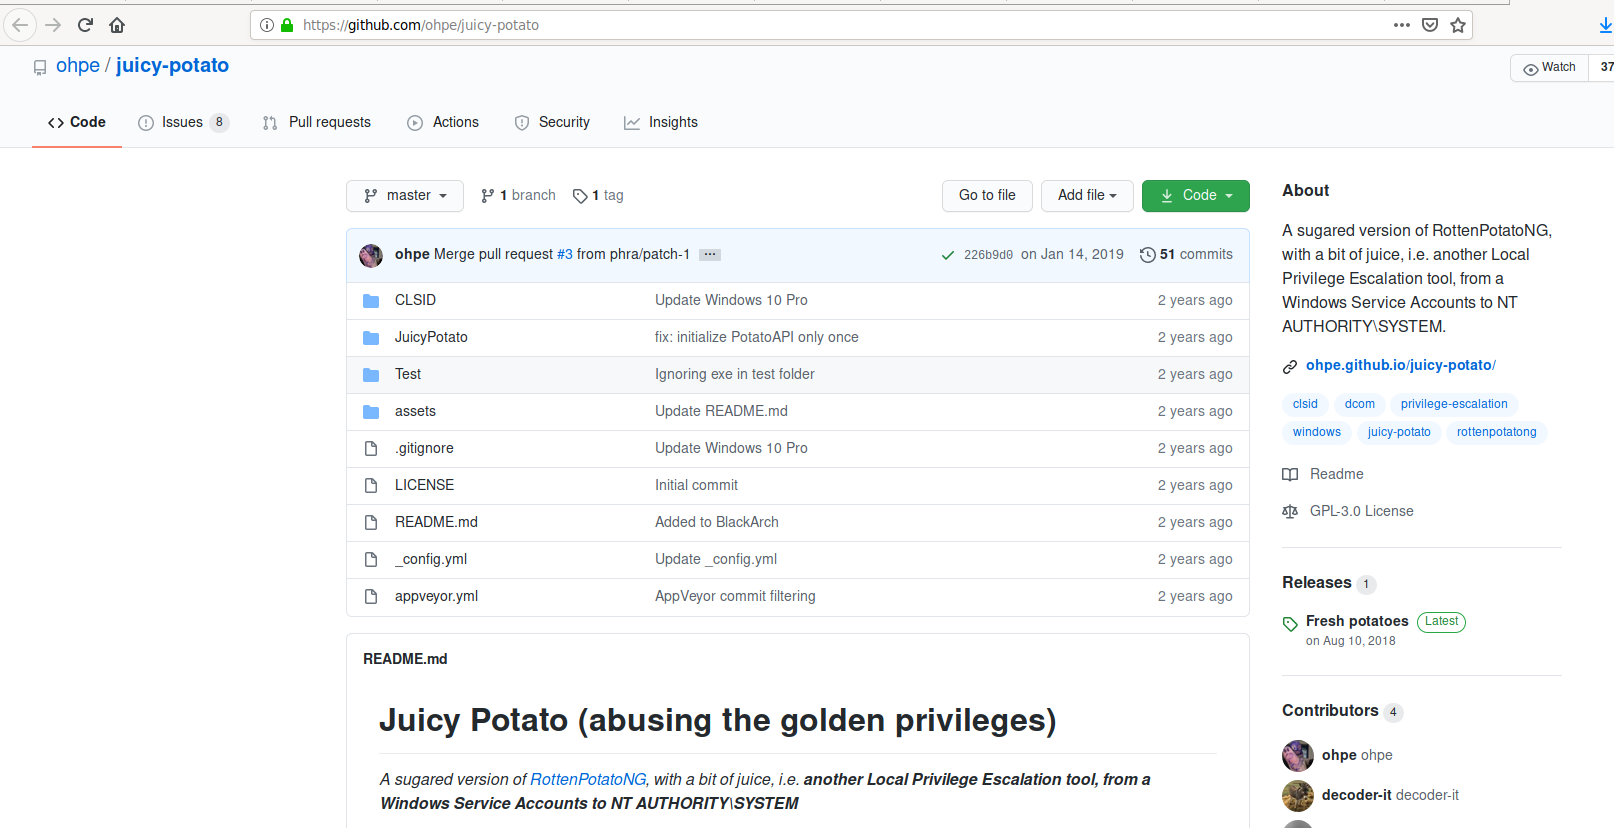 https://github.com/ohpe/juicy-potato
ohpe / juicy-potato
Watch 37
Code Issues 8 Pull requests Actions Security Insights
master 1 branch 1 tag Go to file Add file Code
ohpe Merge pull request #3 from phra/patch-1 ... 226b9d0 on Jan 14, 2019 51 commits
CLSID Update Windows 10 Pro 2 years ago
JuicyPotato fix: initialize PotatoAPI only once 2 years ago
Test Ignoring exe in test folder 2 years ago
assets Update README.md 2 years ago
.gitignore Update Windows 10 Pro 2 years ago
LICENSE Initial commit 2 years ago
README.md Added to BlackArch 2 years ago
_config.yml Update _config.yml 2 years ago
appveyor.yml AppVeyor commit filtering 2 years ago
README.md
Juicy Potato (abusing the golden privileges)
A sugared version of RottenPotatoNG, with a bit of juice, i.e. another Local Privilege Escalation tool, from a
Windows Service Accounts to NT AUTHORITY\SYSTEM
About
A sugared version of RottenPotatoNG,
with a bit of juice, i.e. another Local
Privilege Escalation tool, from a
Windows Service Accounts to NT
AUTHORITY\SYSTEM.
ohpe.github.io/juicy-potato/
clsid dcom privilege-escalation
windows juicy-potato rottenpotatong
Readme
GPL-3.0 License
Releases 1
Fresh potatoes Latest
on Aug 10, 2018
Contributors 4
ohpe ohpe
decoder-it decoder-it